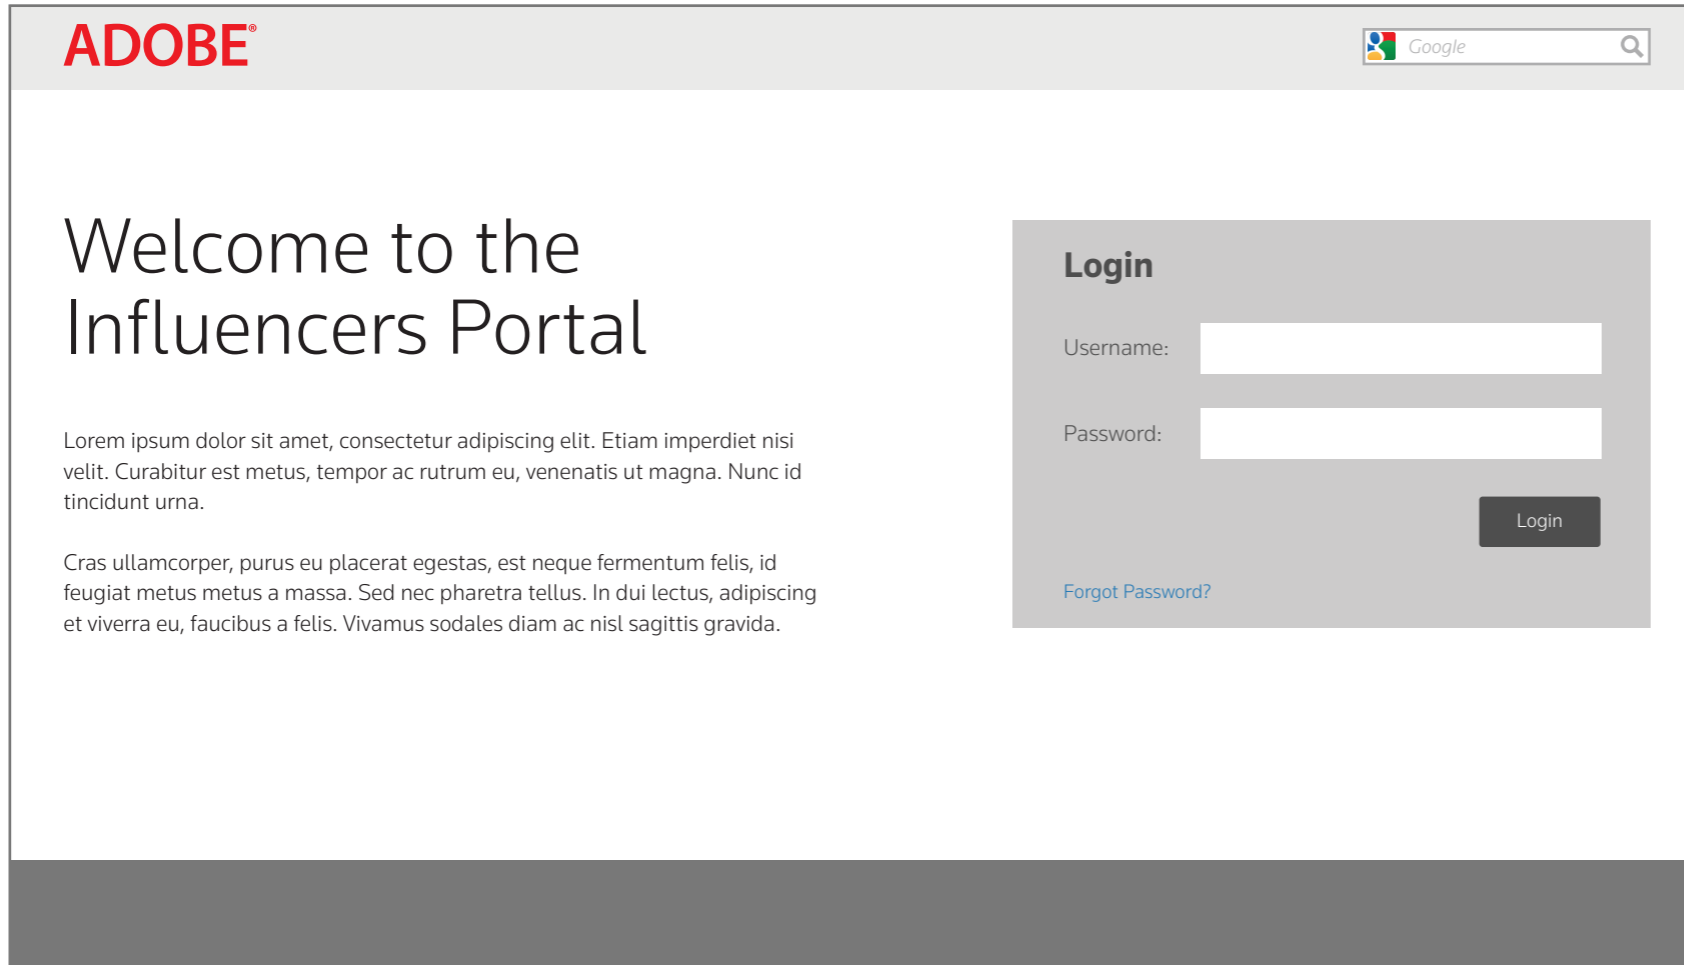 ADOBE®
Google
Welcome to the
Influencers Portal
Lorem ipsum dolor sit amet, consectetur adipiscing elit. Etiam imperdiet nisi
velit. Curabitur est metus, tempor ac rutrum eu, venenatis ut magna. Nunc id
tincidunt urna.
Cras ullamcorper, purus eu placerat egestas, est neque fermentum felis, id
feugiat metus metus a massa. Sed nec pharetra tellus. In dui lectus, adipiscing
et viverra eu, faucibus a felis. Vivamus sodales diam ac nisl sagittis gravida.
Login
Username:
Password:
Login
Forgot Password?